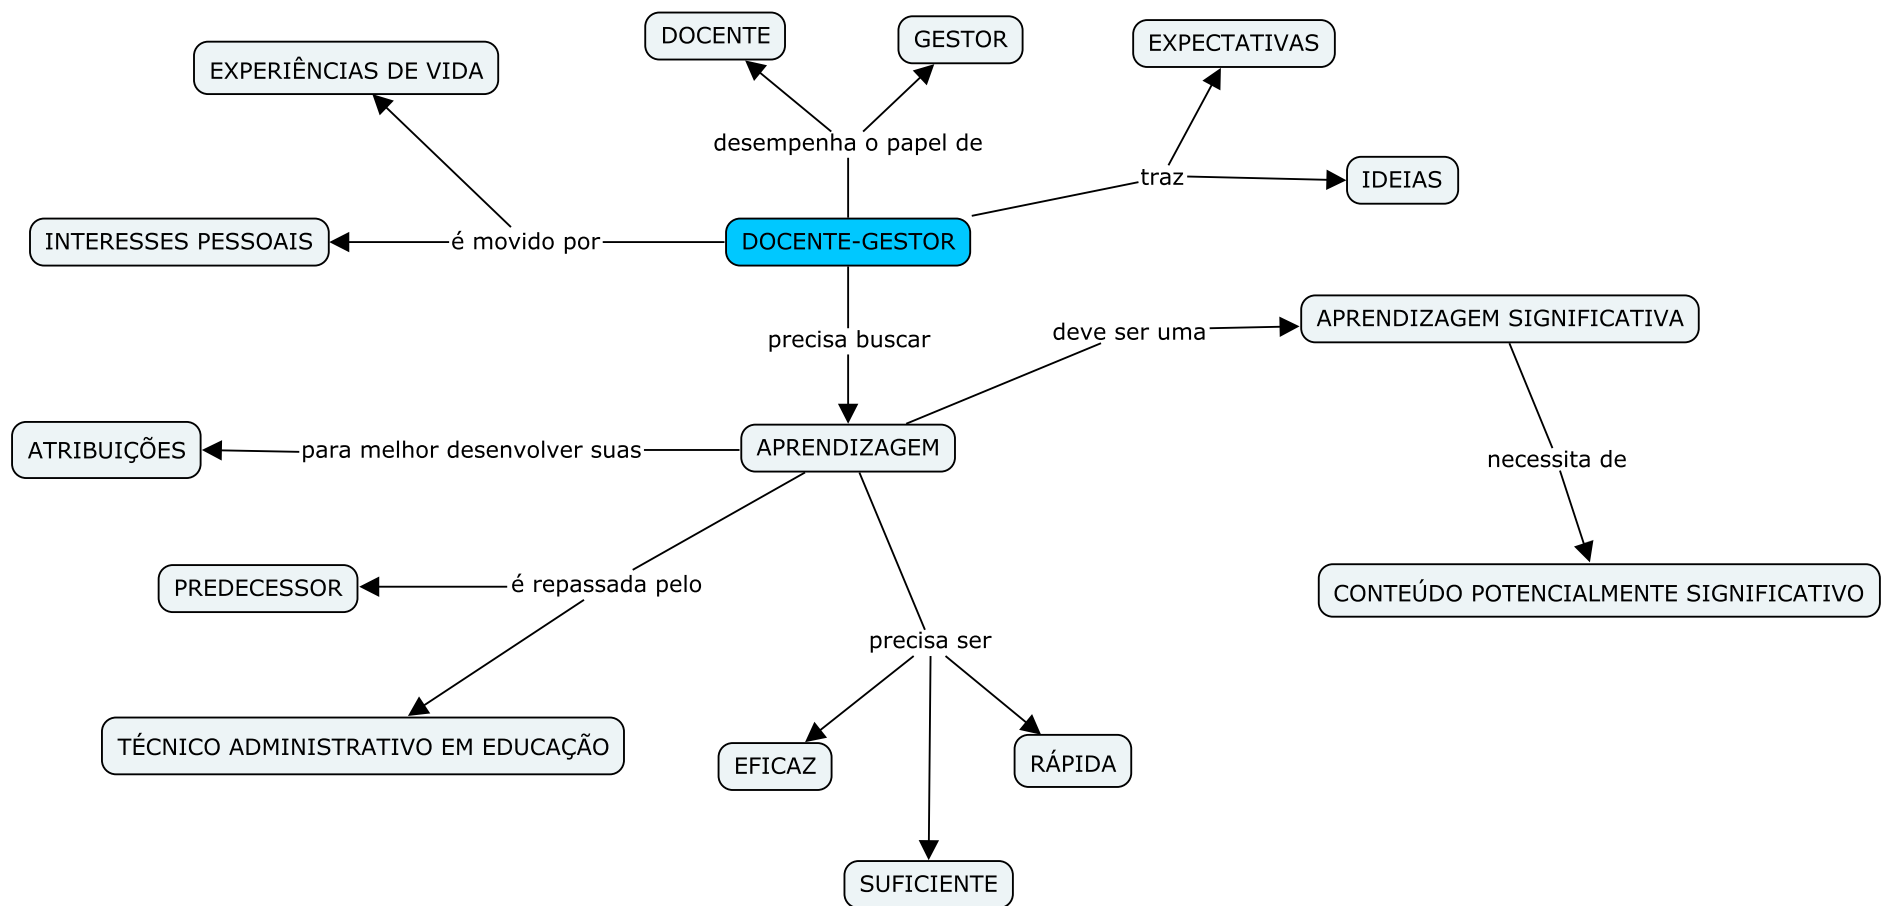 DOCENTE
GESTOR
EXPECTATIVAS
EXPERIÊNCIAS DE VIDA
desempenha o papel de
traz
IDEIAS
INTERESSES PESSOAIS
é movido por
DOCENTE-GESTOR
precisa buscar
deve ser uma
APRENDIZAGEM SIGNIFICATIVA
ATRIBUIÇÕES
para melhor desenvolver suas
APRENDIZAGEM
necessita de
PREDECESSOR
é repassada pelo
CONTEÚDO POTENCIALMENTE SIGNIFICATIVO
precisa ser
TÉCNICO ADMINISTRATIVO EM EDUCAÇÃO
EFICAZ
RÁPIDA
SUFICIENTE